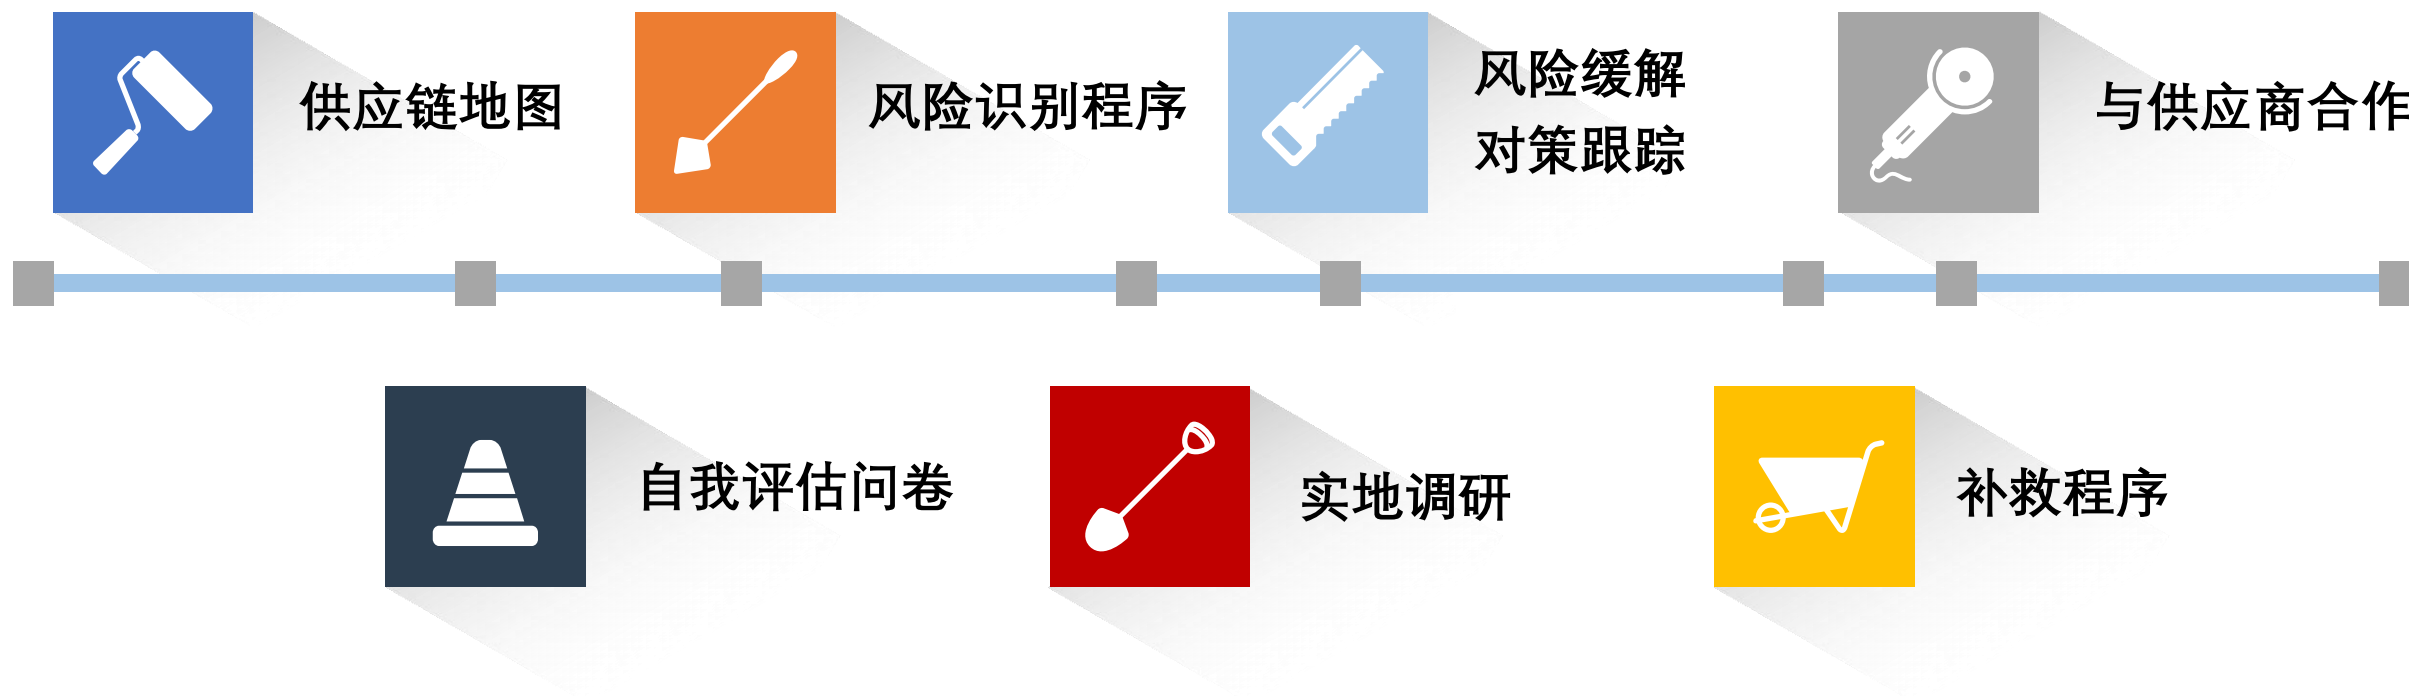 供应链地图
风险识别程序
风险缓解
对策跟踪
与供应商合作
自我评估问卷
实地调研
补救程序